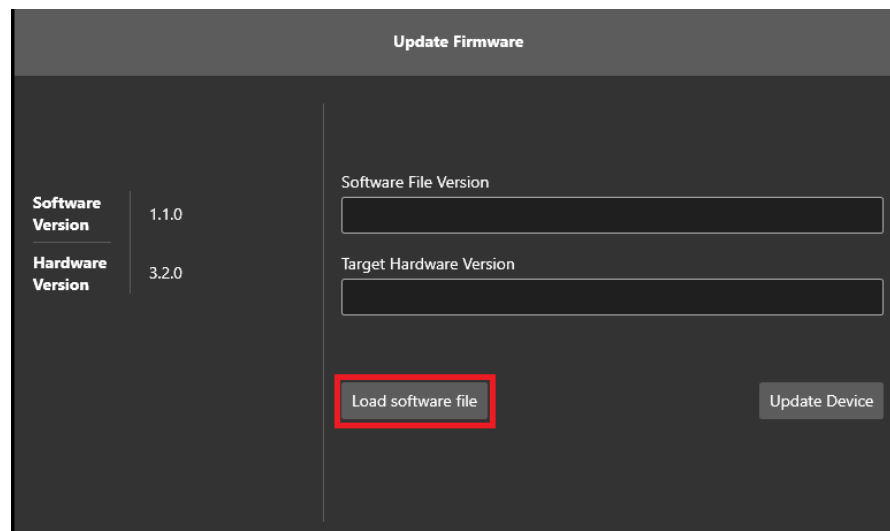 Update Firmware
Software
Version
1.1.0
Hardware
Version
3.2.0
Software File Version
Target Hardware Version
Load software file
Update Device